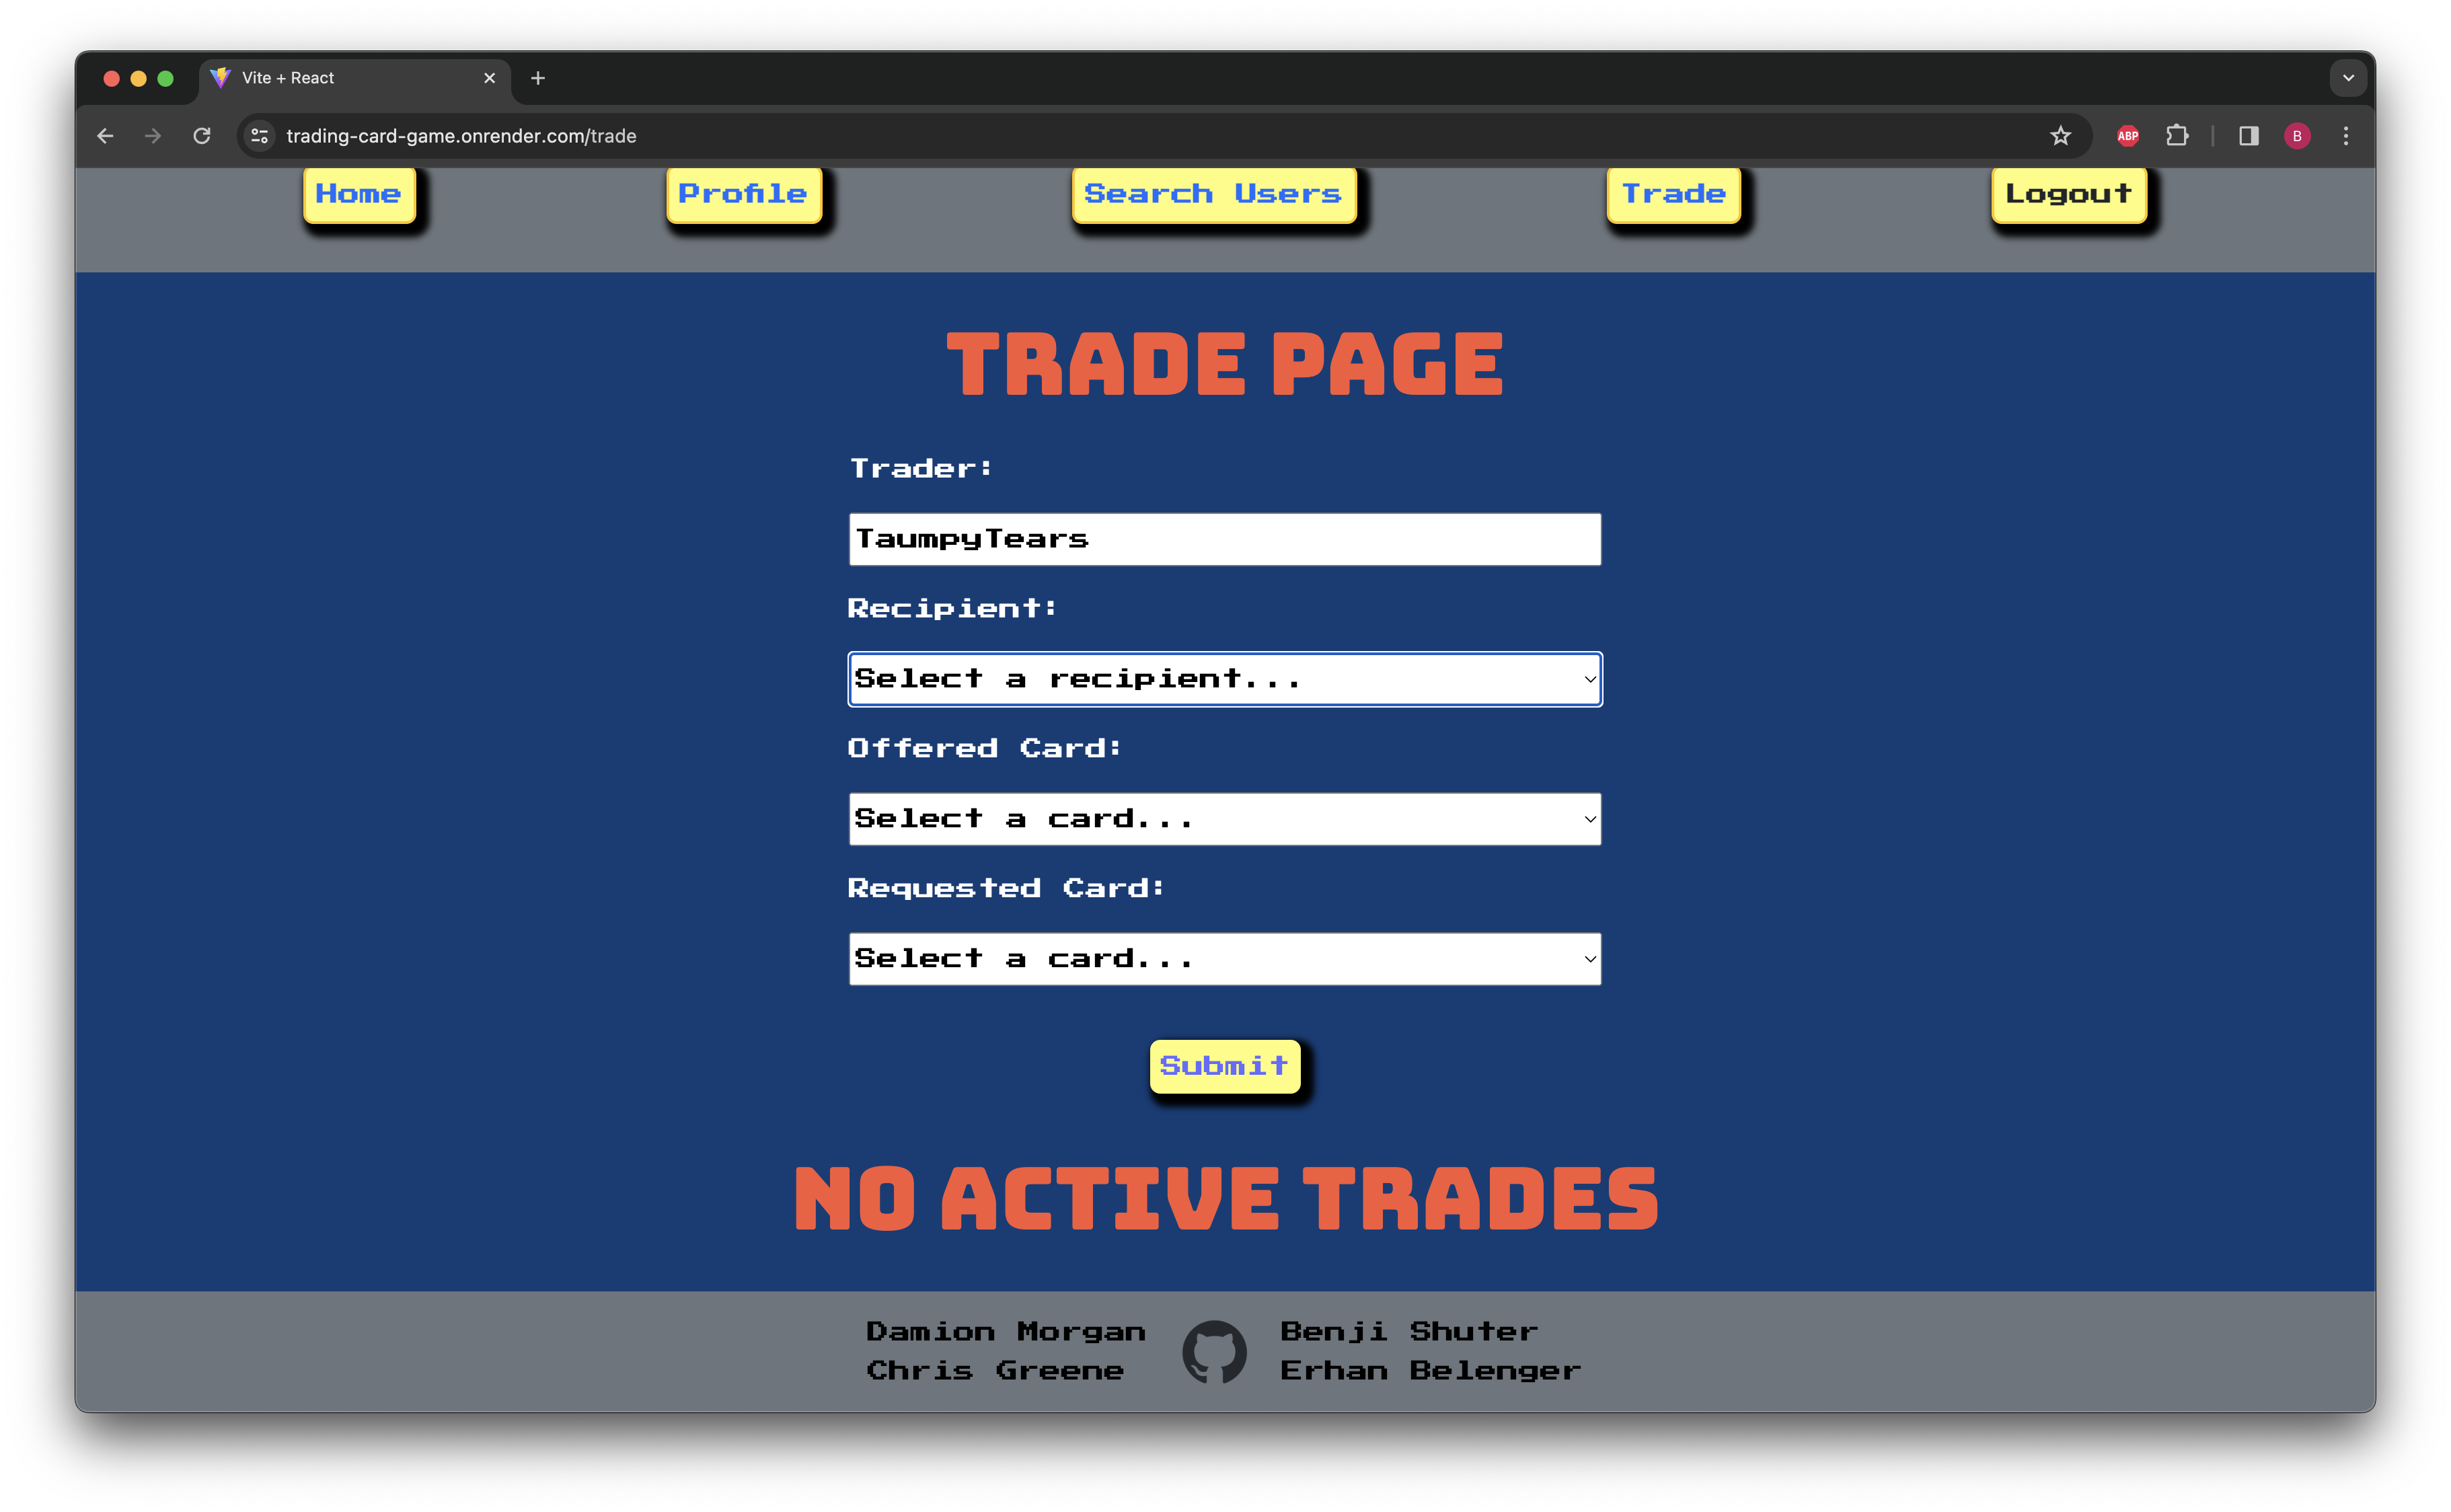 Vite + React
trading-card-game.onrender.com/trade
ABP
B
Home Profile Search Users Trade Logout
TRADE PAGE
Trader:
TaumpyTears
Recipient:
Select a recipient...
Offered Card:
Select a card...
Requested Card:
Select a card...
Submit
NO ACTIVE TRADES
Damion Morgan Benji Shuter
Chris Greene Erhan Belenger